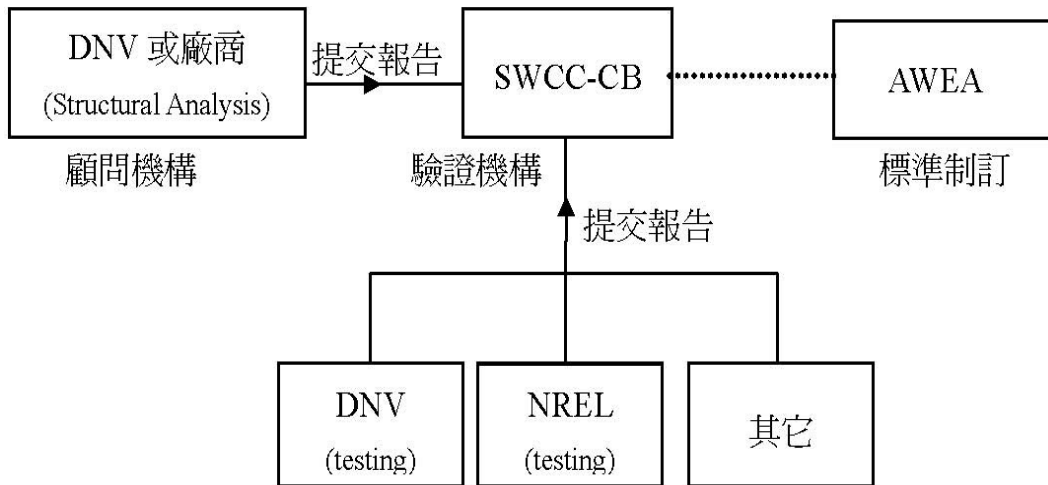 DNV 或廠商
(Structural Analysis)
提交報告
SWCC-CB
AWEA
顧問機構
驗證機構
標準制訂
提交報告
DNV
(testing)
NREL
(testing)
其它